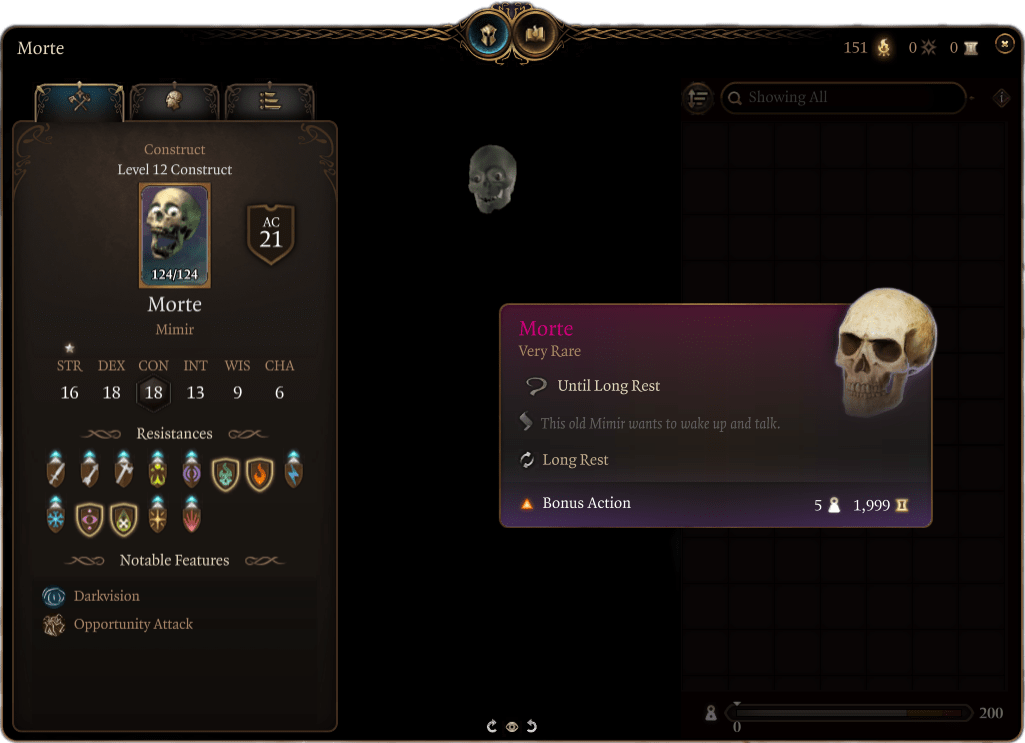 Morte
151
0
0
Showing All
Construct
Level 12 Construct
AC
21
124/124
Morte
Mimir
STR DEX CON INT WIS CHA
16 18 18 13 9 6
Resistances
Notable Features
Darkvision
Opportunity Attack
Morte
Very Rare
Until Long Rest
This old Mimir wants to wake up and talk.
Long Rest
Bonus Action
5
1,999
0
200